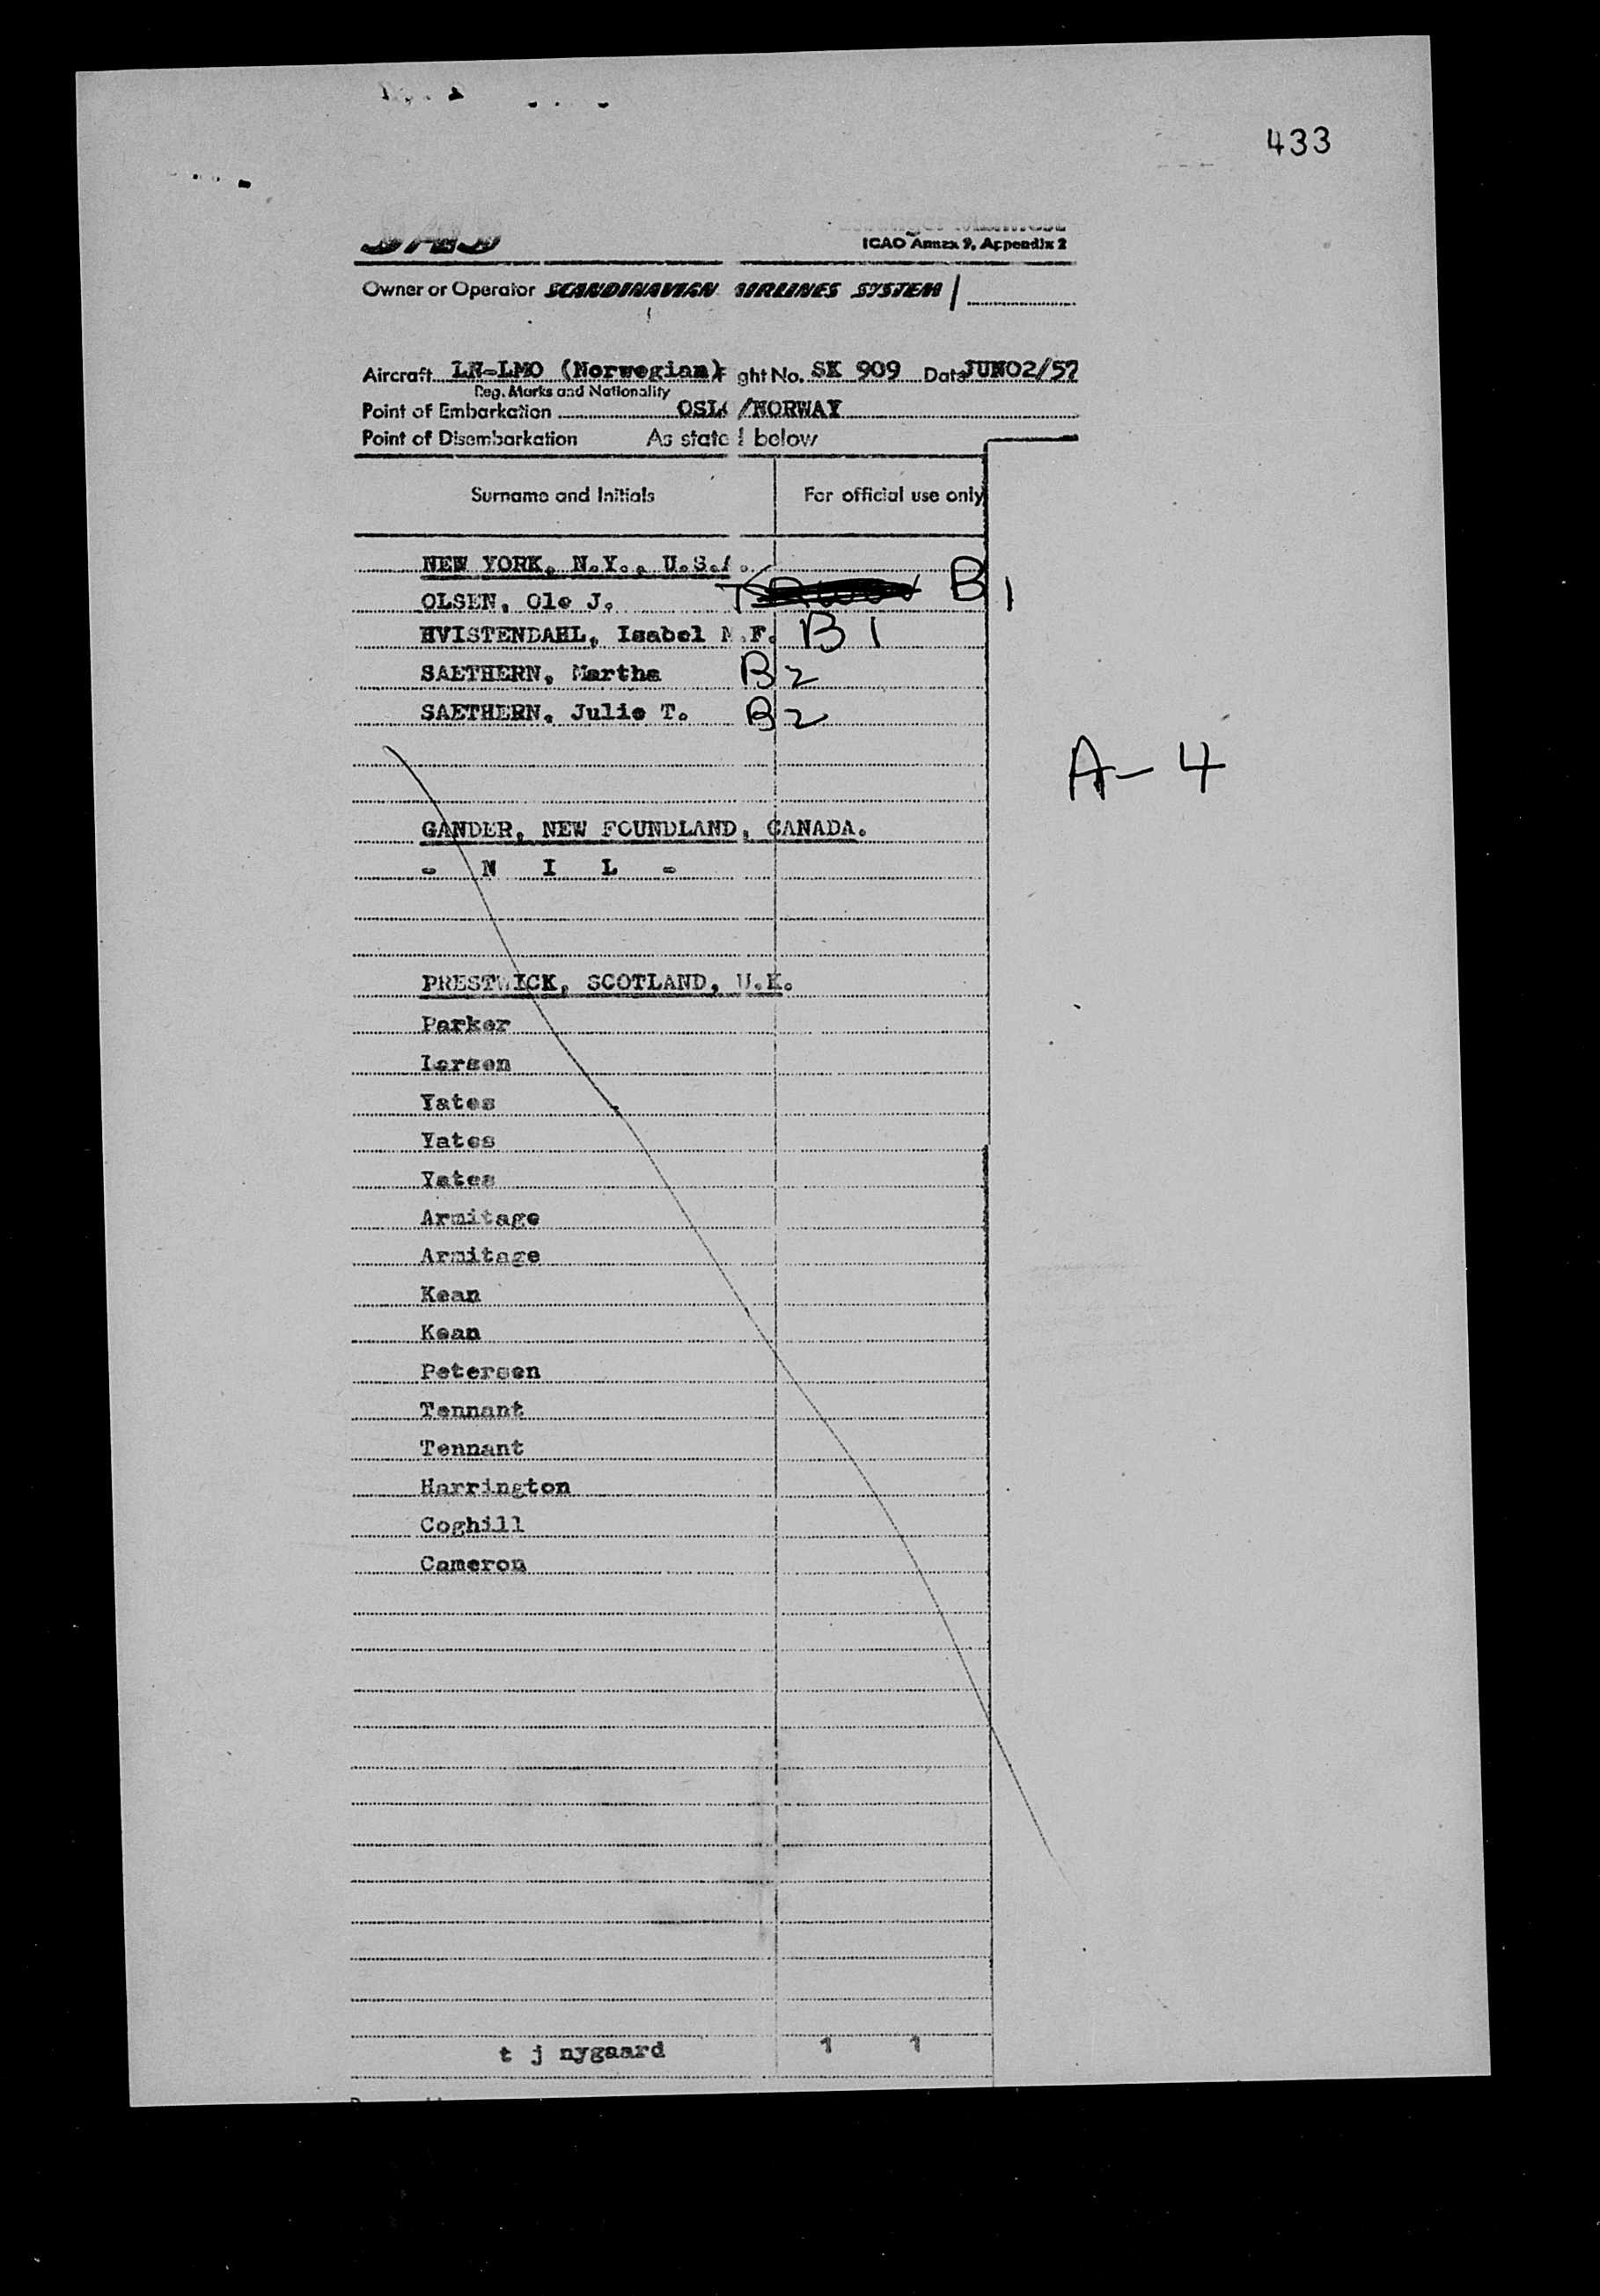 433
SAS
ICAO Annex 9, Appendix 2
Owner or Operator SCANDINAVIAN AIRLINES SYSTEM
Aircraft LN-LMO (Norwegian) ght No. SK 909 Date JUN02/57
Reg. Marks and Nationality
Point of Embarkation OSLO/NORWAY
Point of Disembarkation As stated below
Surname and Initials For official use only
NEW YORK, N.Y., U.S.A.
OLSEN, Ole J. B1
HVISTENDAHL, Isabel M.F. B1
SAETHERN, Martha B2
SAETHERN, Julie T. B2
A-4
GANDER, NEW FOUNDLAND, CANADA.
- N I L -
PRESTWICK, SCOTLAND, U.K.
Parker
Larsen
Yates
Yates
Yates
Armitage
Armitage
Kean
Kean
Petersen
Tennant
Tennant
Harrington
Coghill
Cameron
t j nygaard 1 1